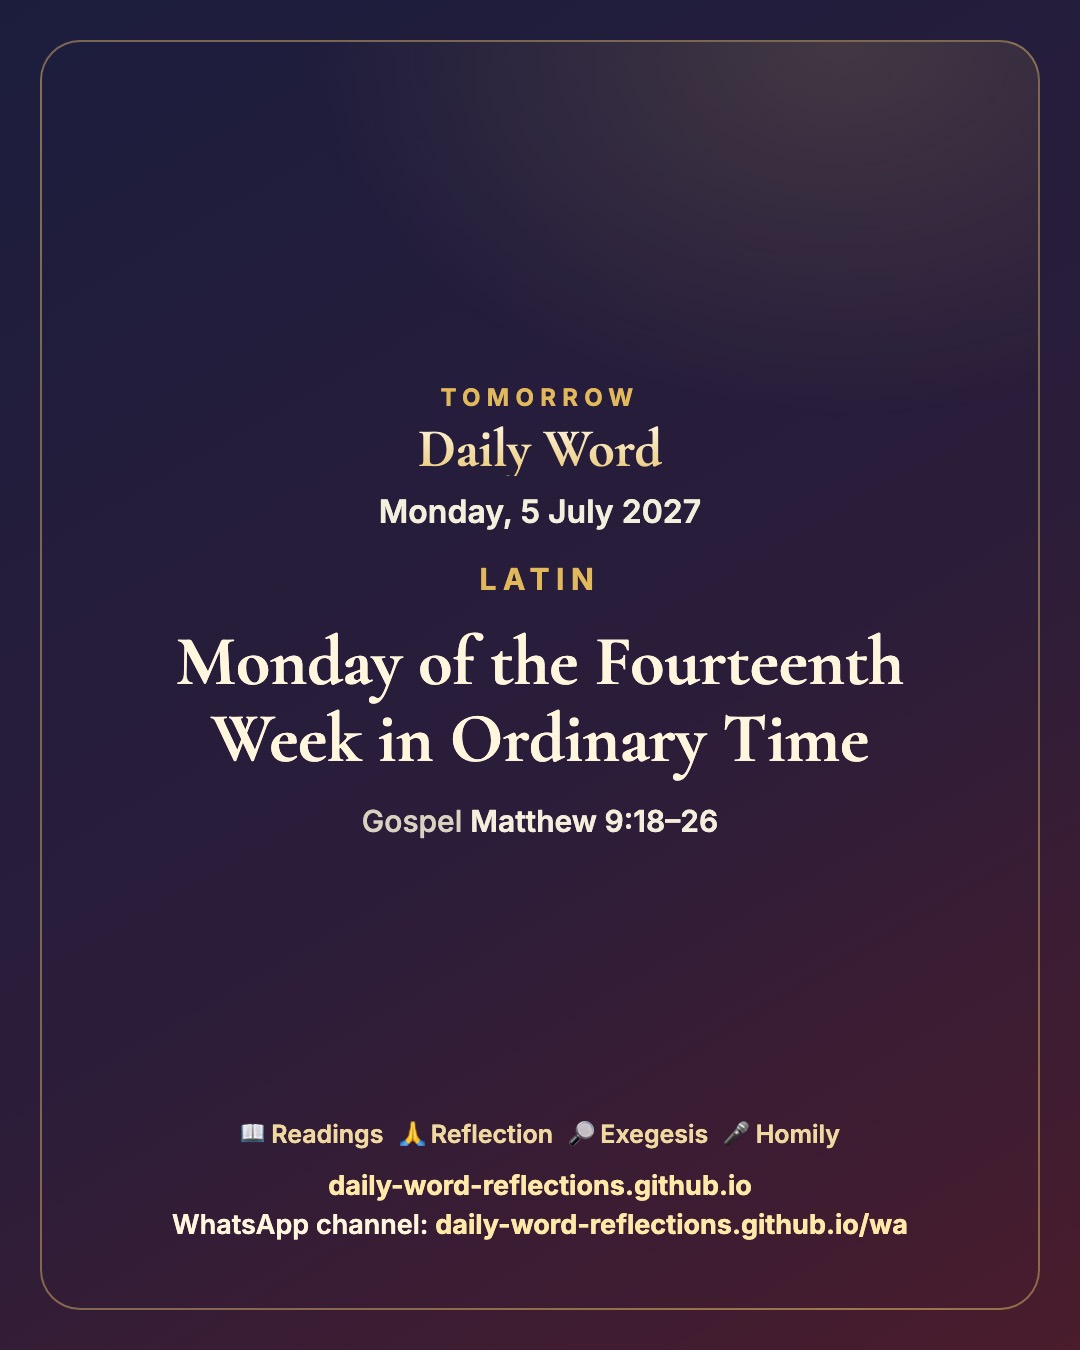 TOMORROW
Daily Word
Monday, 5 July 2027
LATIN
Monday of the Fourteenth
Week in Ordinary Time
Gospel Matthew 9:18–26
📖 Readings 🙏 Reflection 🔎 Exegesis 🎤 Homily
daily-word-reflections.github.io
WhatsApp channel: daily-word-reflections.github.io/wa